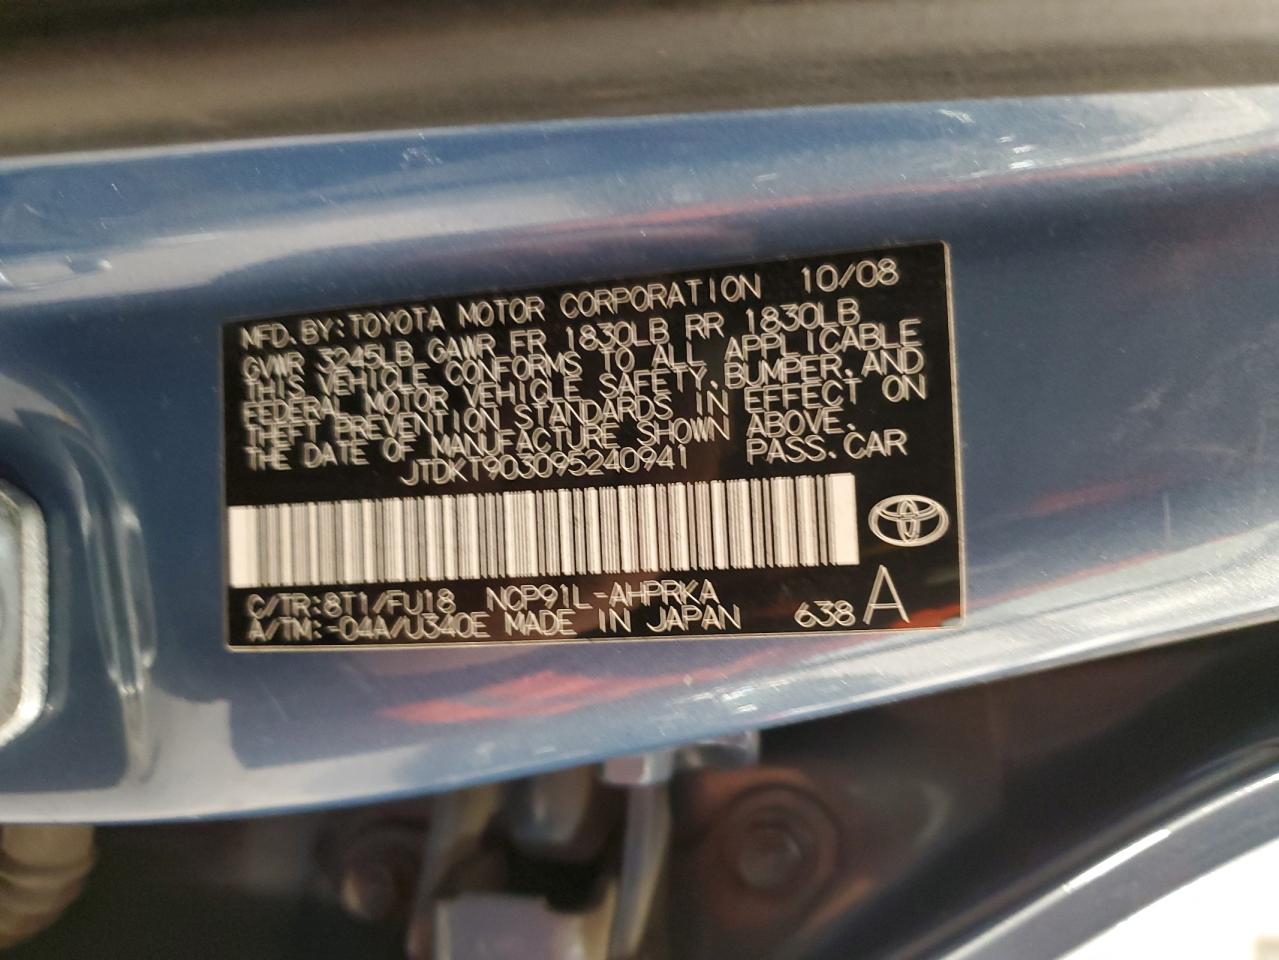 MFD.BY:TOYOTA MOTOR CORPORATION 10/08
GVWR 3245LB GAWR FR 1830LB RR 1830LB
THIS VEHICLE CONFORMS TO ALL APPLICABLE
FEDERAL MOTOR VEHICLE SAFETY,BUMPER,AND
THEFT PREVENTION STANDARDS IN EFFECT ON
THE DATE OF MANUFACTURE SHOWN ABOVE.
JTDKT903095240941 PASS.CAR
C/TR:8T1/FU18 NCP91L-AHPRKA
A/TM:-04A/U340E MADE IN JAPAN 638 A